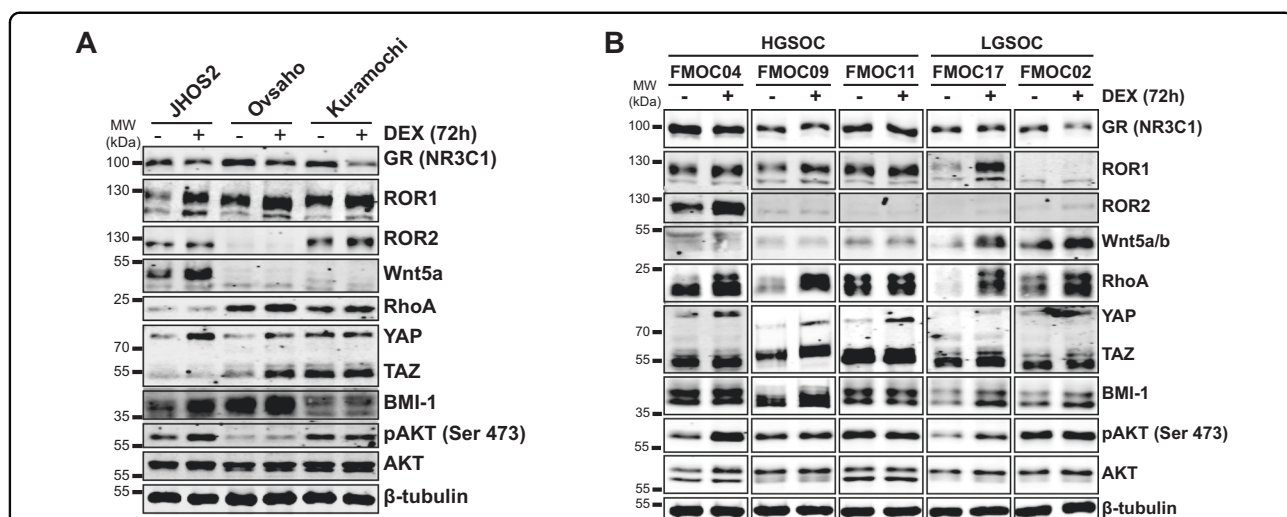 A
JHOS2 Ovsaho Kuramochi
MW
(kDa)
- + - + - + DEX (72h)
100 GR (NR3C1)
130 ROR1
130 ROR2
55 Wnt5a
25 RhoA
YAP
70
55 TAZ
35 BMI-1
55 pAKT (Ser 473)
55 AKT
55 β-tubulin
B
HGSOC LGSOC
FMOC04 FMOC09 FMOC11 FMOC17 FMOC02
MW
(kDa)
- + - + - + - + - + DEX (72h)
100 GR (NR3C1)
130 ROR1
130 ROR2
55 Wnt5a/b
25 RhoA
YAP
70
55 TAZ
35 BMI-1
55 pAKT (Ser 473)
55 AKT
55 β-tubulin